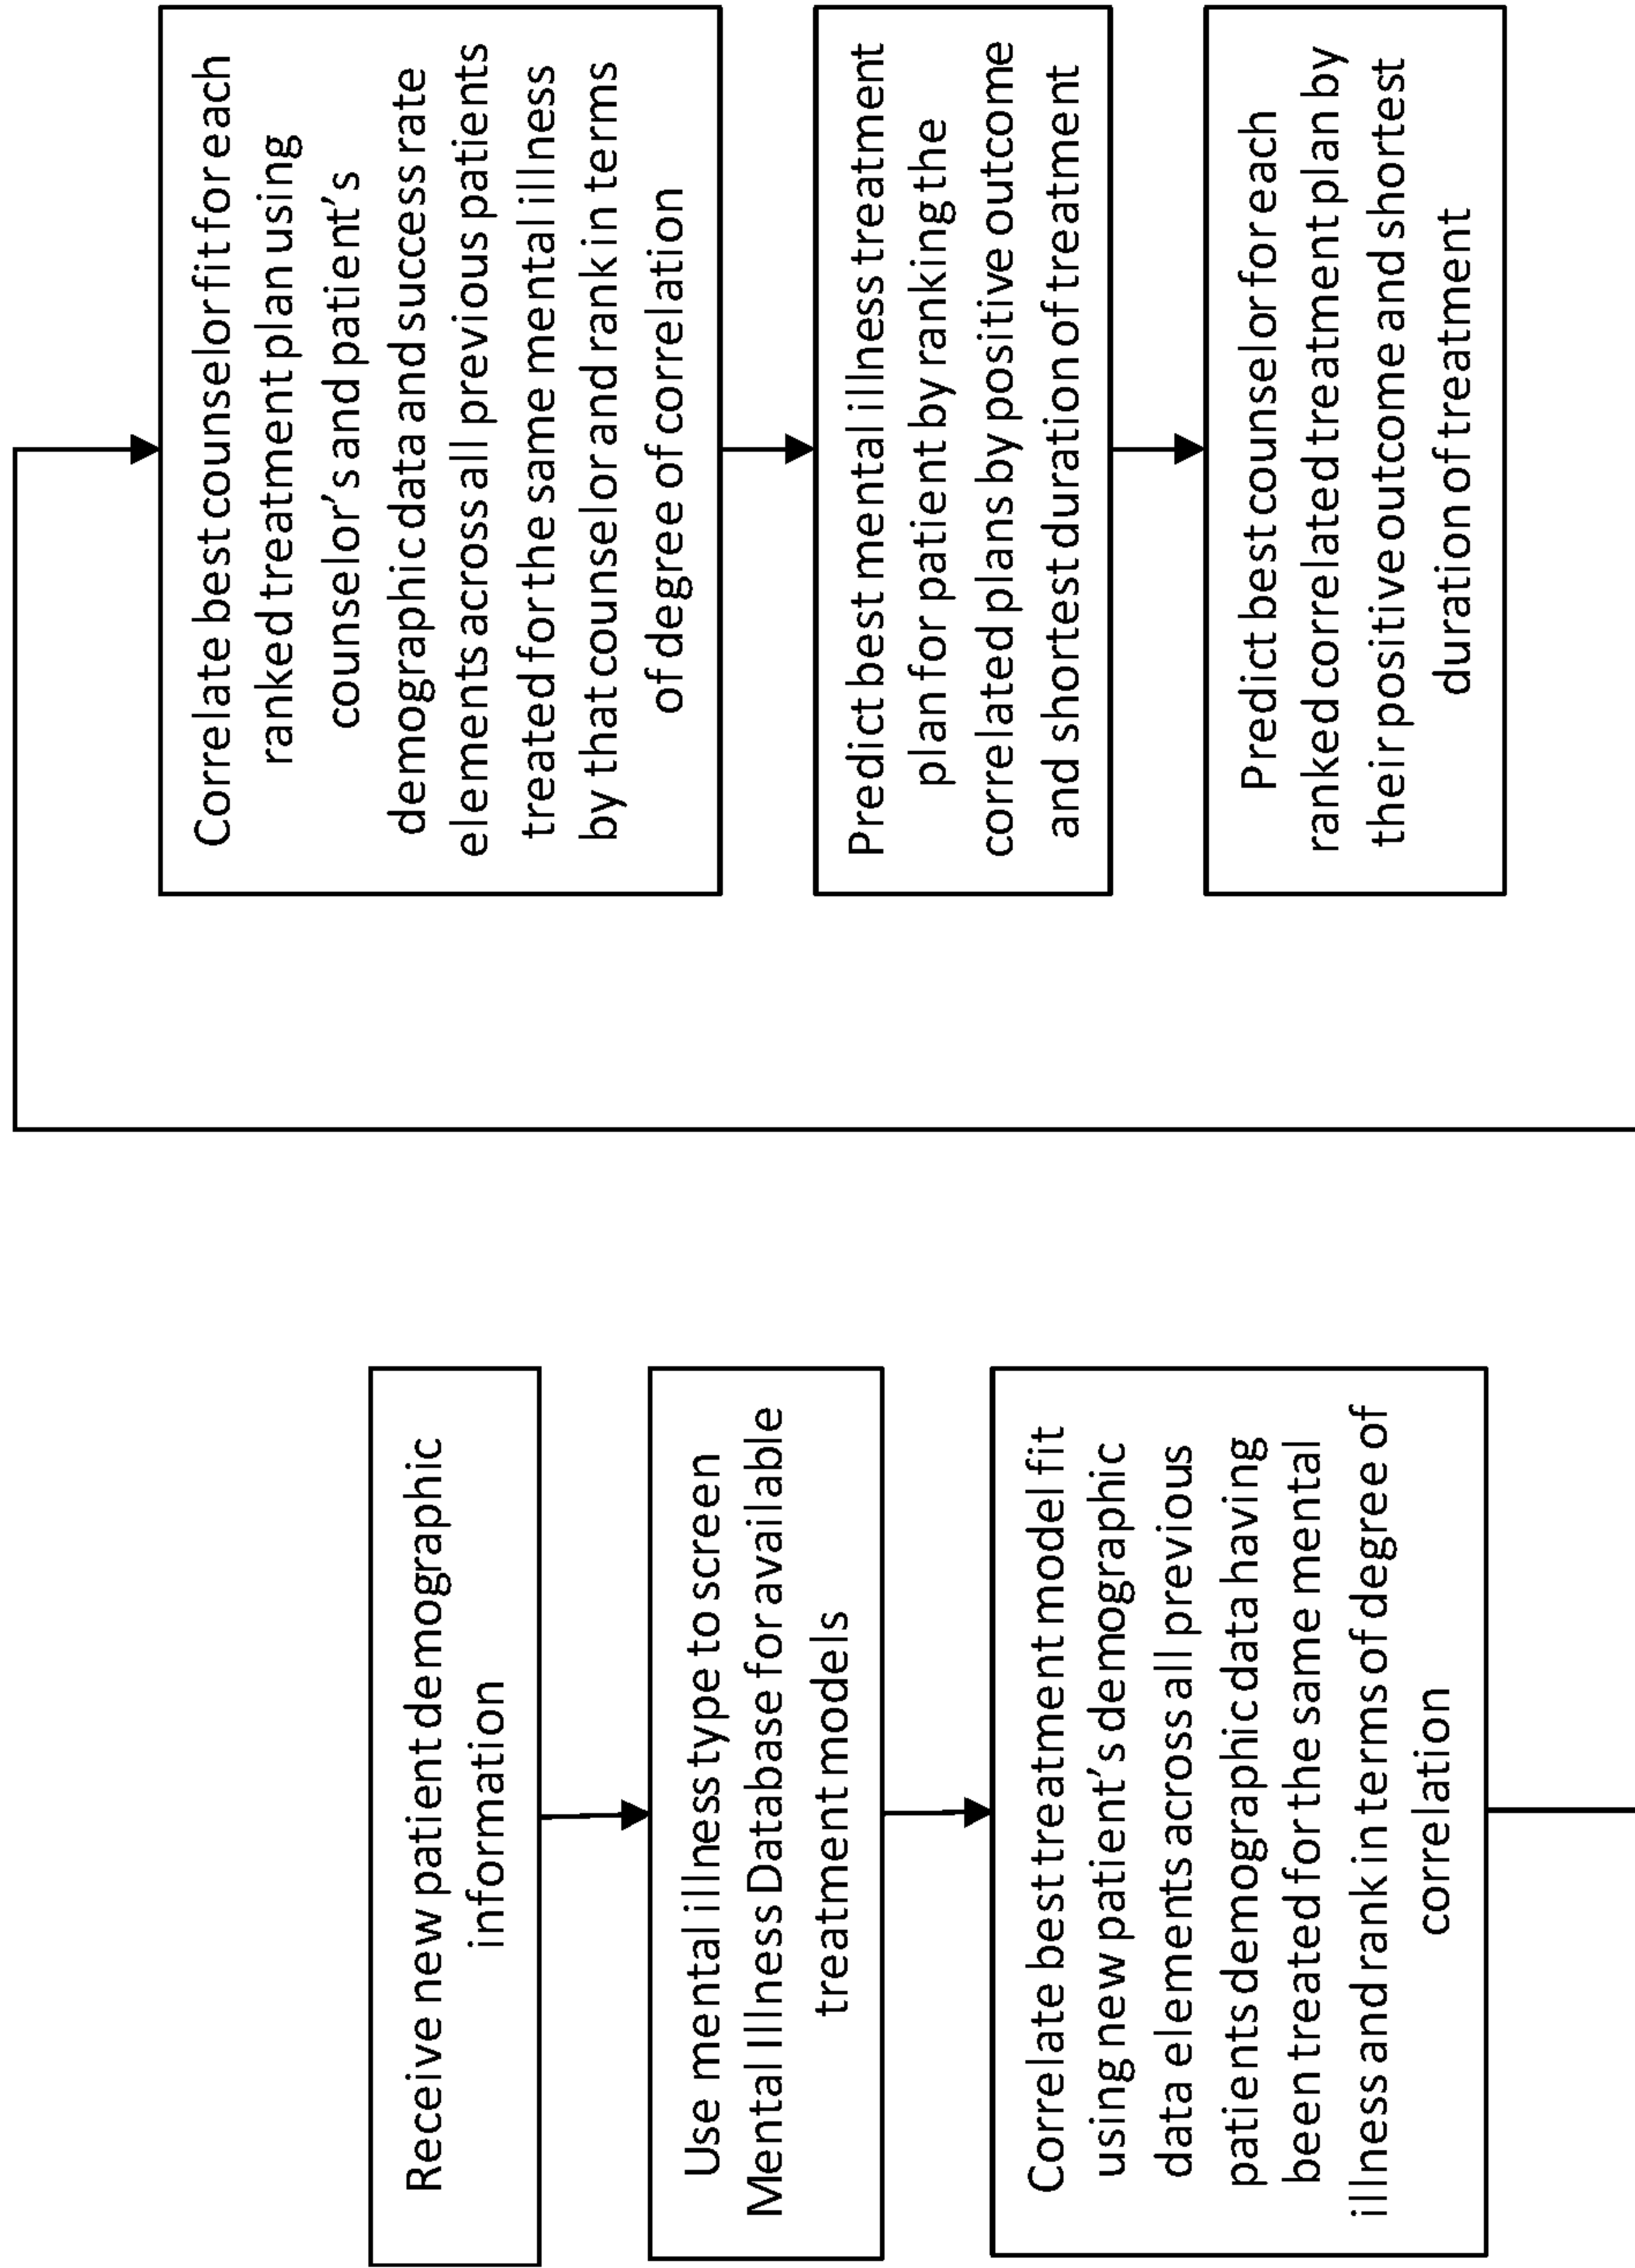 Receive new patient demographic
information
Use mental illness type to screen
Mental Illness Database for available
treatment models
Correlate best treatment model fit
using new patient's demographic
data elements across all previous
patients demographic data having
been treated for the same mental
illness and rank in terms of degree of
correlation
Correlate best counselor fit for each
ranked treatment plan using
counselor's and patient's
demographic data and success rate
elements across all previous patients
treated for the same mental illness
by that counselor and rank in terms
of degree of correlation
Predict best mental illness treatment
plan for patient by ranking the
correlated plans by positive outcome
and shortest duration of treatment
Predict best counselor for each
ranked correlated treatment plan by
their positive outcome and shortest
duration of treatment